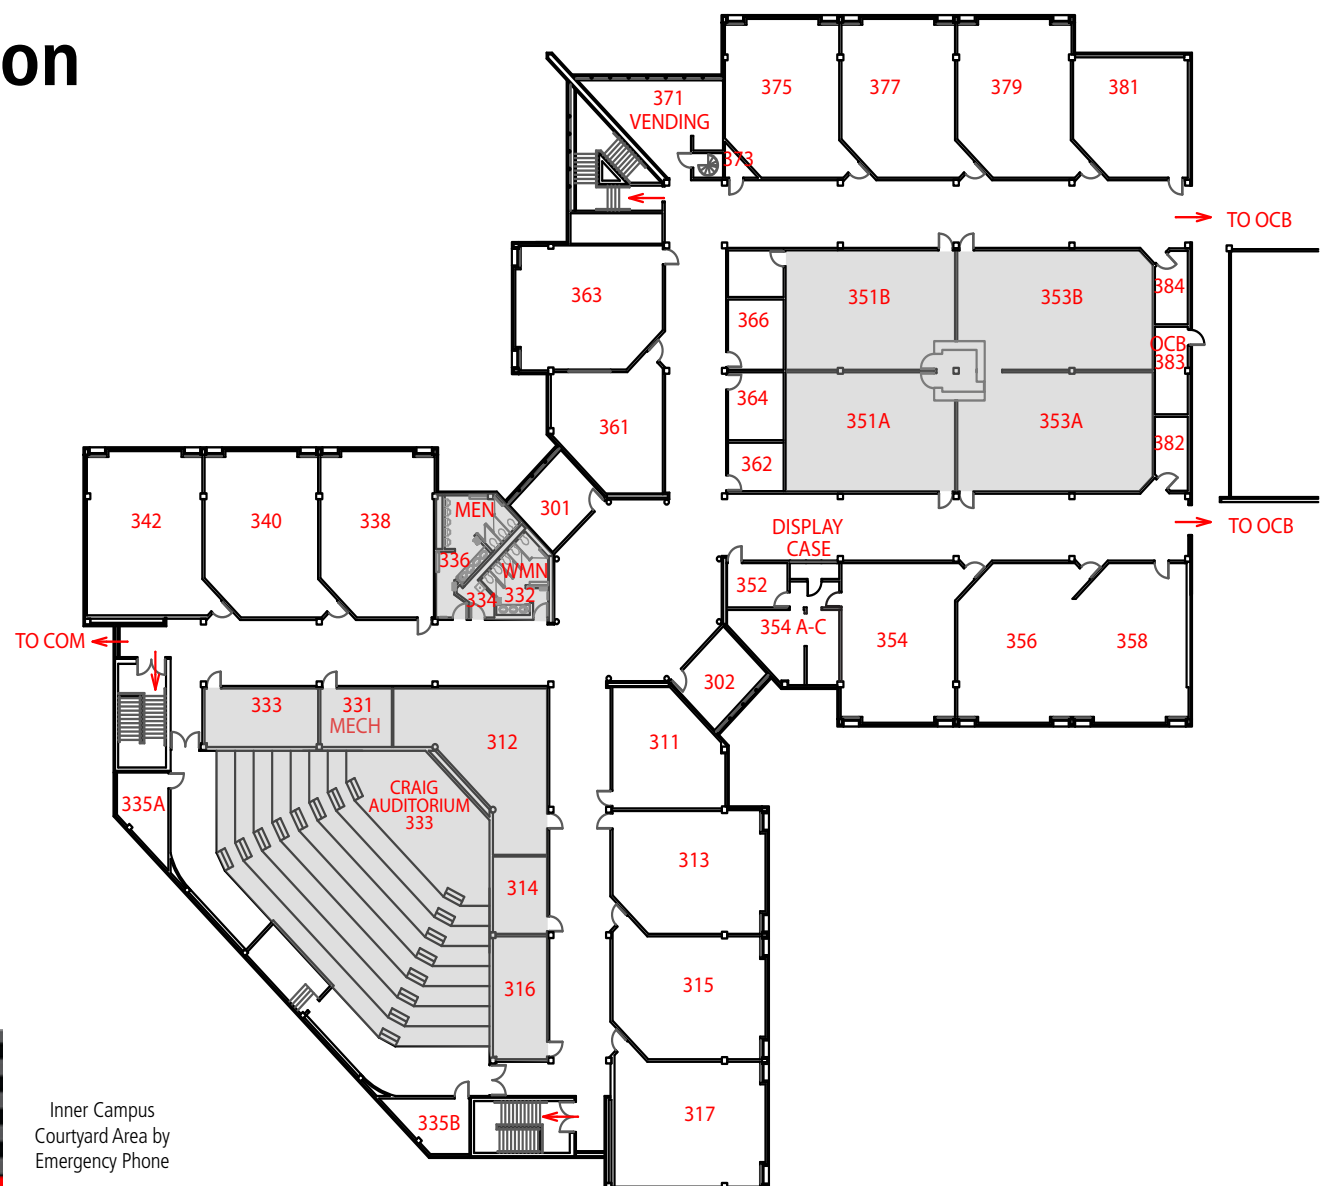 on
371
VENDING
373
375
377
379
381
TO OCB
363
351B
353B
384
366
OCB
383
364
351A
353A
382
361
362
301
TO OCB
DISPLAY
CASE
342
340
338
MEN
336
WMN
332
334
352
354 A-C
354
356
358
TO COM
302
333
331
MECH
312
311
335A
CRAIG
AUDITORIUM
333
313
314
316
315
317
335B
Inner Campus
Courtyard Area by
Emergency Phone